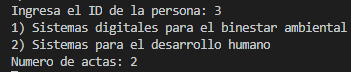 Ingresa el ID de la persona: 3
1) Sistemas digitales para el binestar ambiental
2) Sistemas para el desarrollo humano
Numero de actas: 2